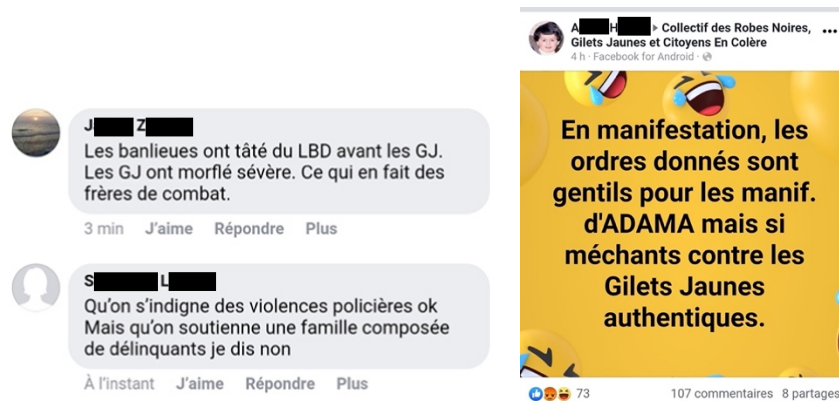 J Z
Les banlieues ont tâté du LBD avant les GJ.
Les GJ ont morflé sévère. Ce qui en fait des
frères de combat.
3 min J’aime Répondre Plus
S L
Qu’on s’indigne des violences policières ok
Mais qu’on soutienne une famille composée
de délinquants je dis non
À l’instant J’aime Répondre Plus
A H ▸ Collectif des Robes Noires,
Gilets Jaunes et Citoyens En Colère
4 h · Facebook for Android ·
En manifestation, les
ordres donnés sont
gentils pour les manif.
d'ADAMA mais si
méchants contre les
Gilets Jaunes
authentiques.
73 107 commentaires 8 partages